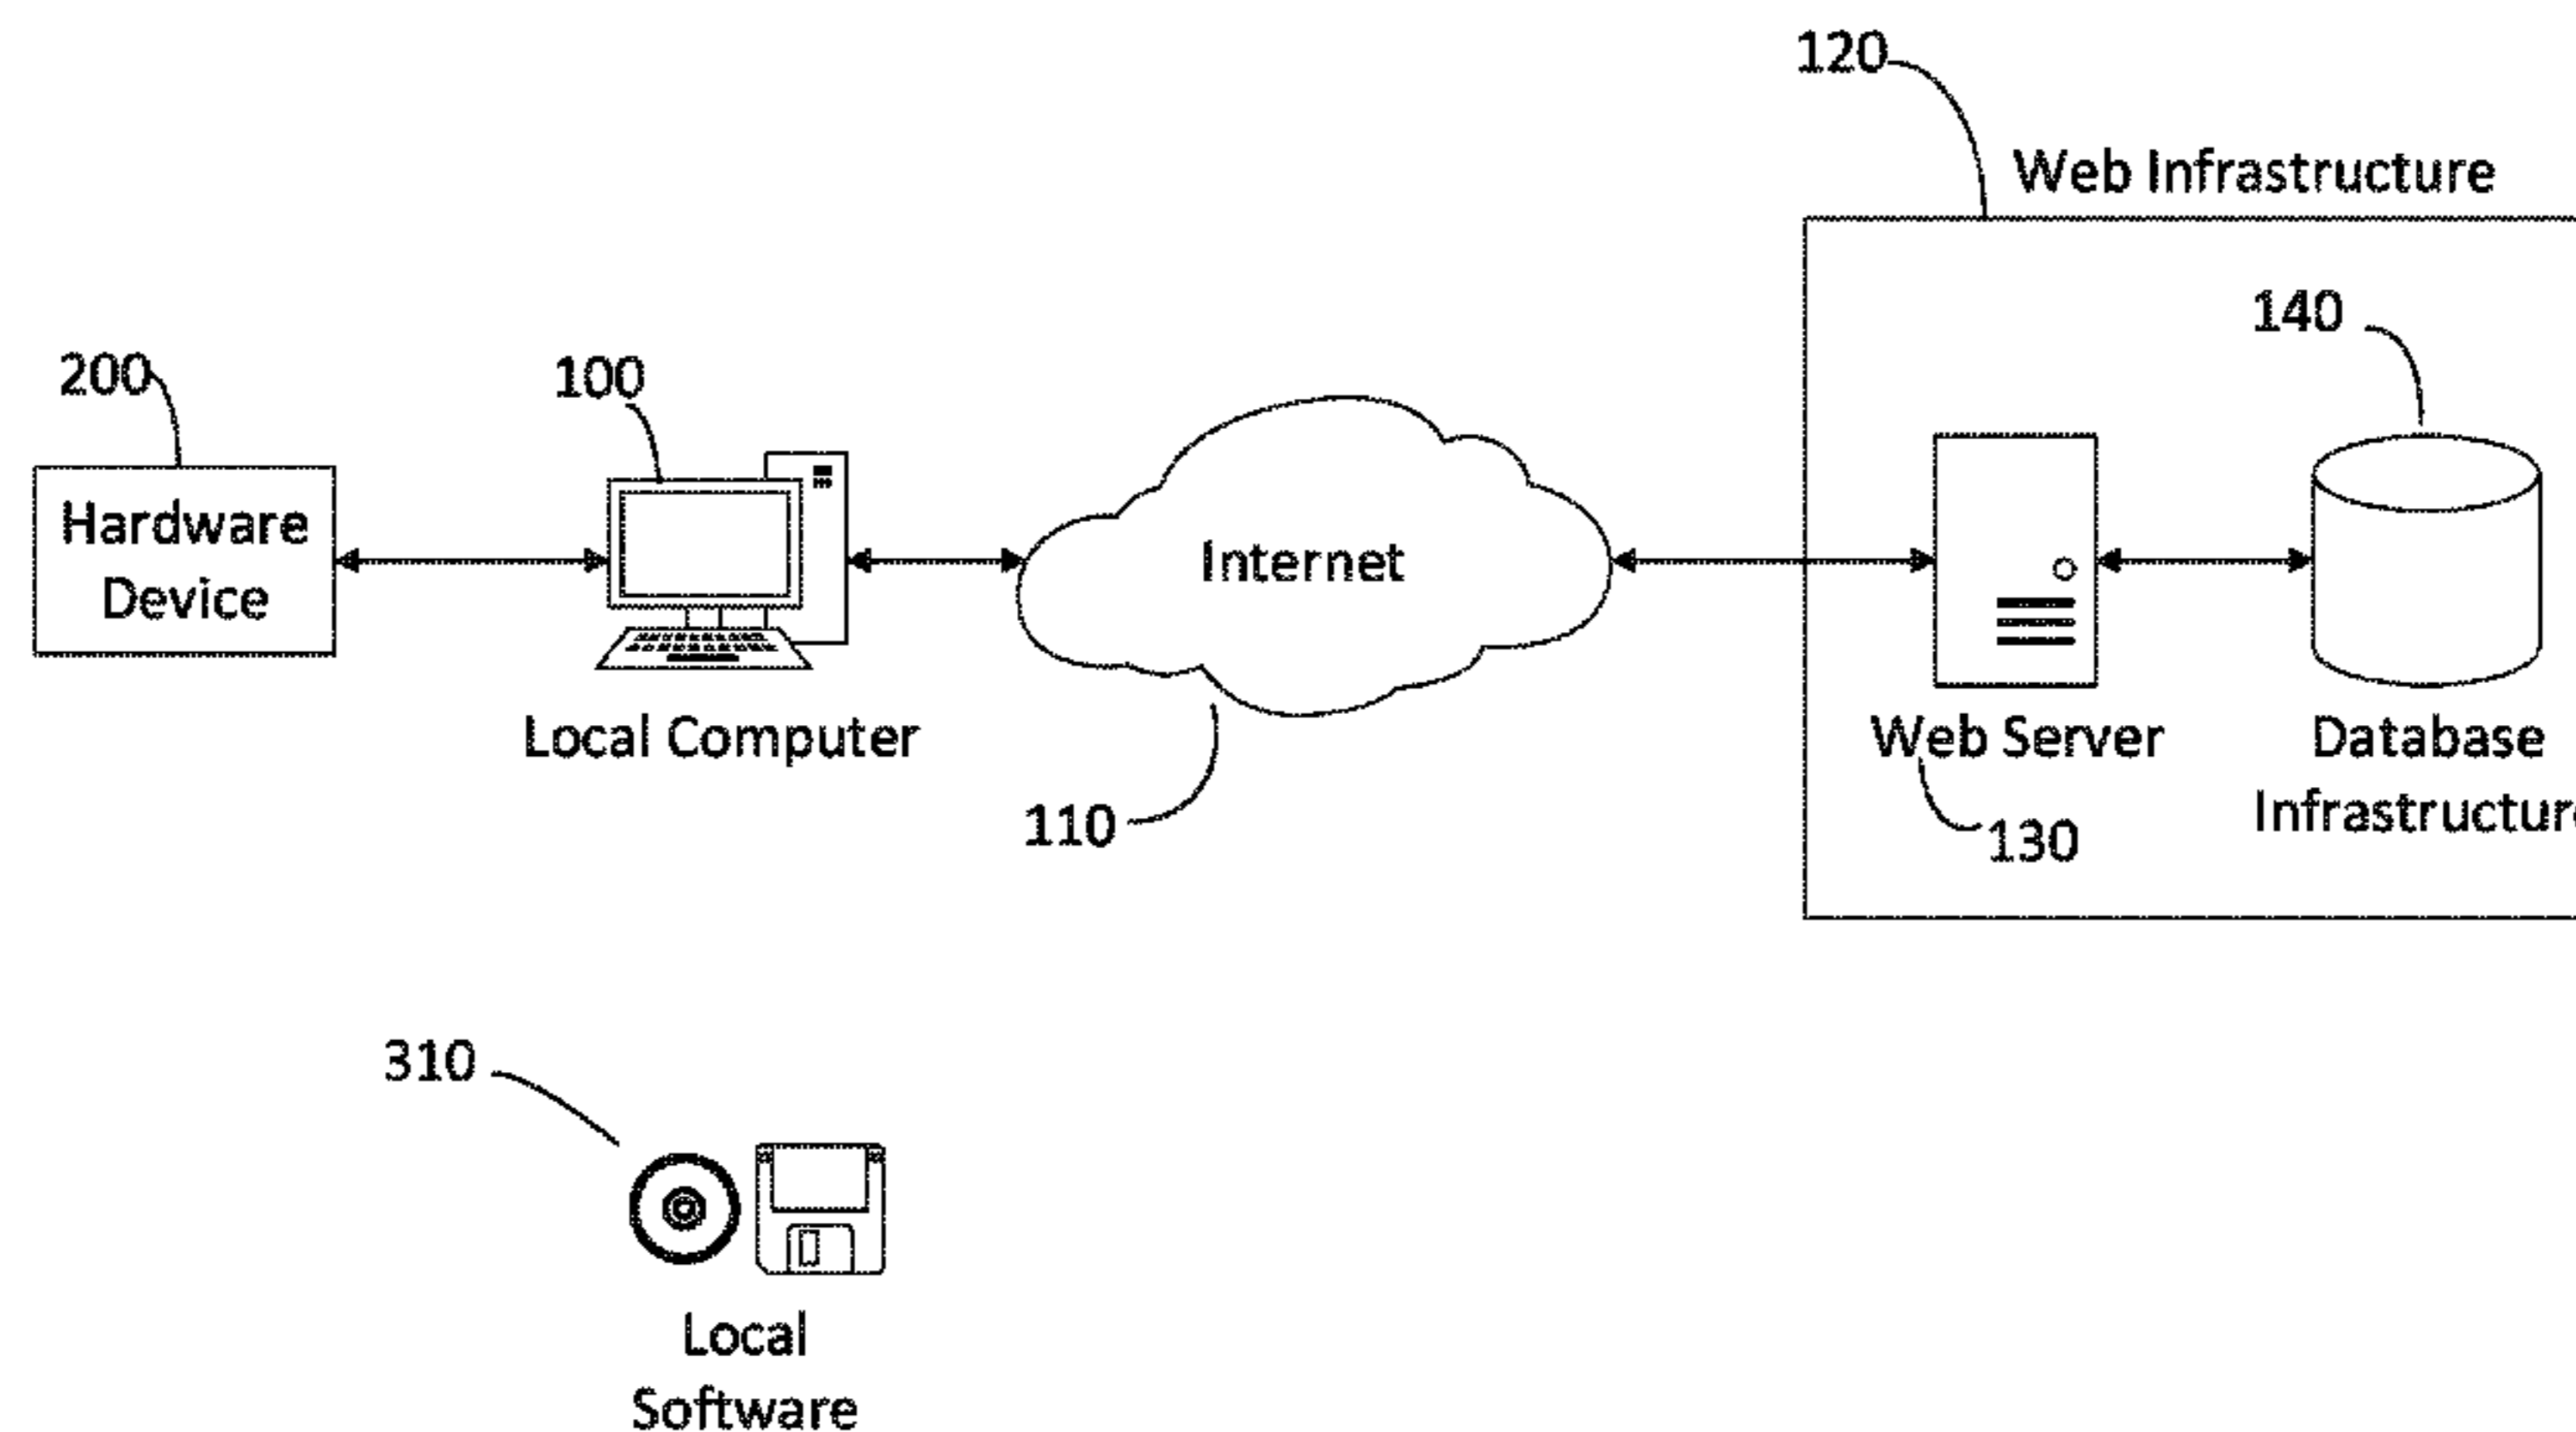 120
Web Infrastructure
140
200
100
Hardware
Device
Internet
Local Computer
Web Server
Database
Infrastructure
110
130
310
Local
Software